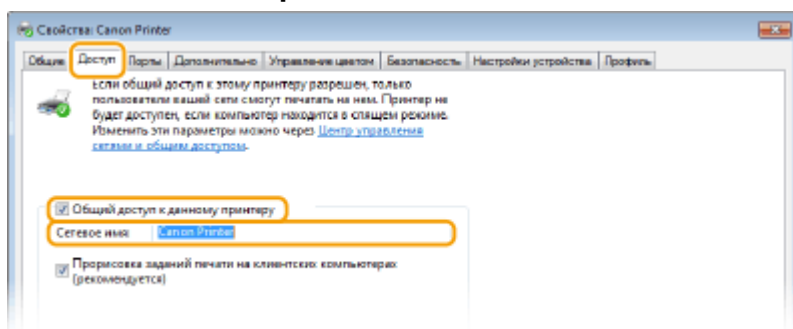 Свойства: Canon Printer
Общие Доступ Порты Дополнительно Управление цветом Безопасность Настройки устройства Профиль
Если общий доступ к этому принтеру разрешен, только
пользователи вашей сети смогут печатать на нем. Принтер не
будет доступен, если компьютер находится в спящем режиме.
Изменить эти параметры можно через Центр управления
сетями и общим доступом.
Общий доступ к данному принтеру
Сетевое имя: Canon Printer
Прорисовка заданий печати на клиентских компьютерах
(рекомендуется)